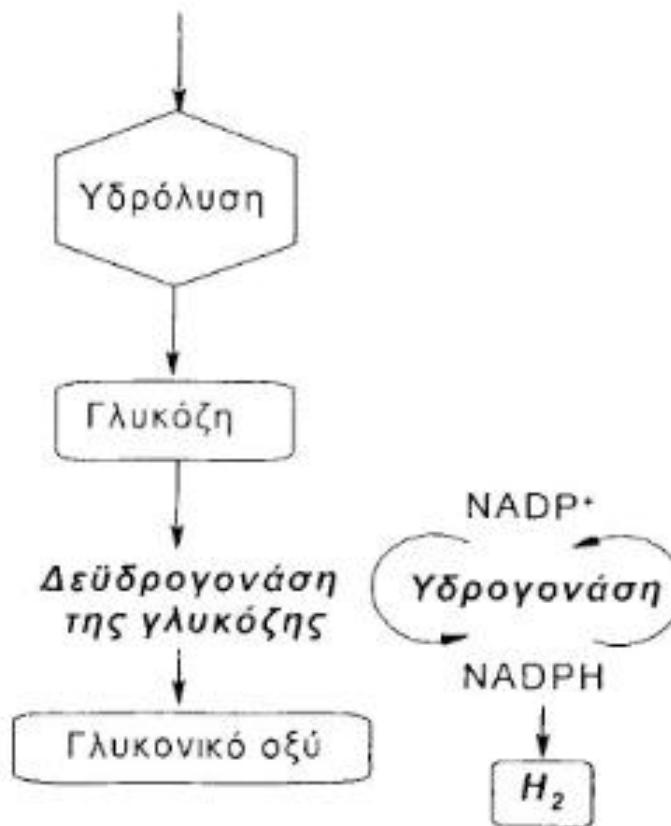 Υδρόλυση
Γλυκόζη
Δεϋδρογονάση
της γλυκόζης
Γλυκονικό οξύ
NADP⁺
Υδρογονάση
NADPH
H₂